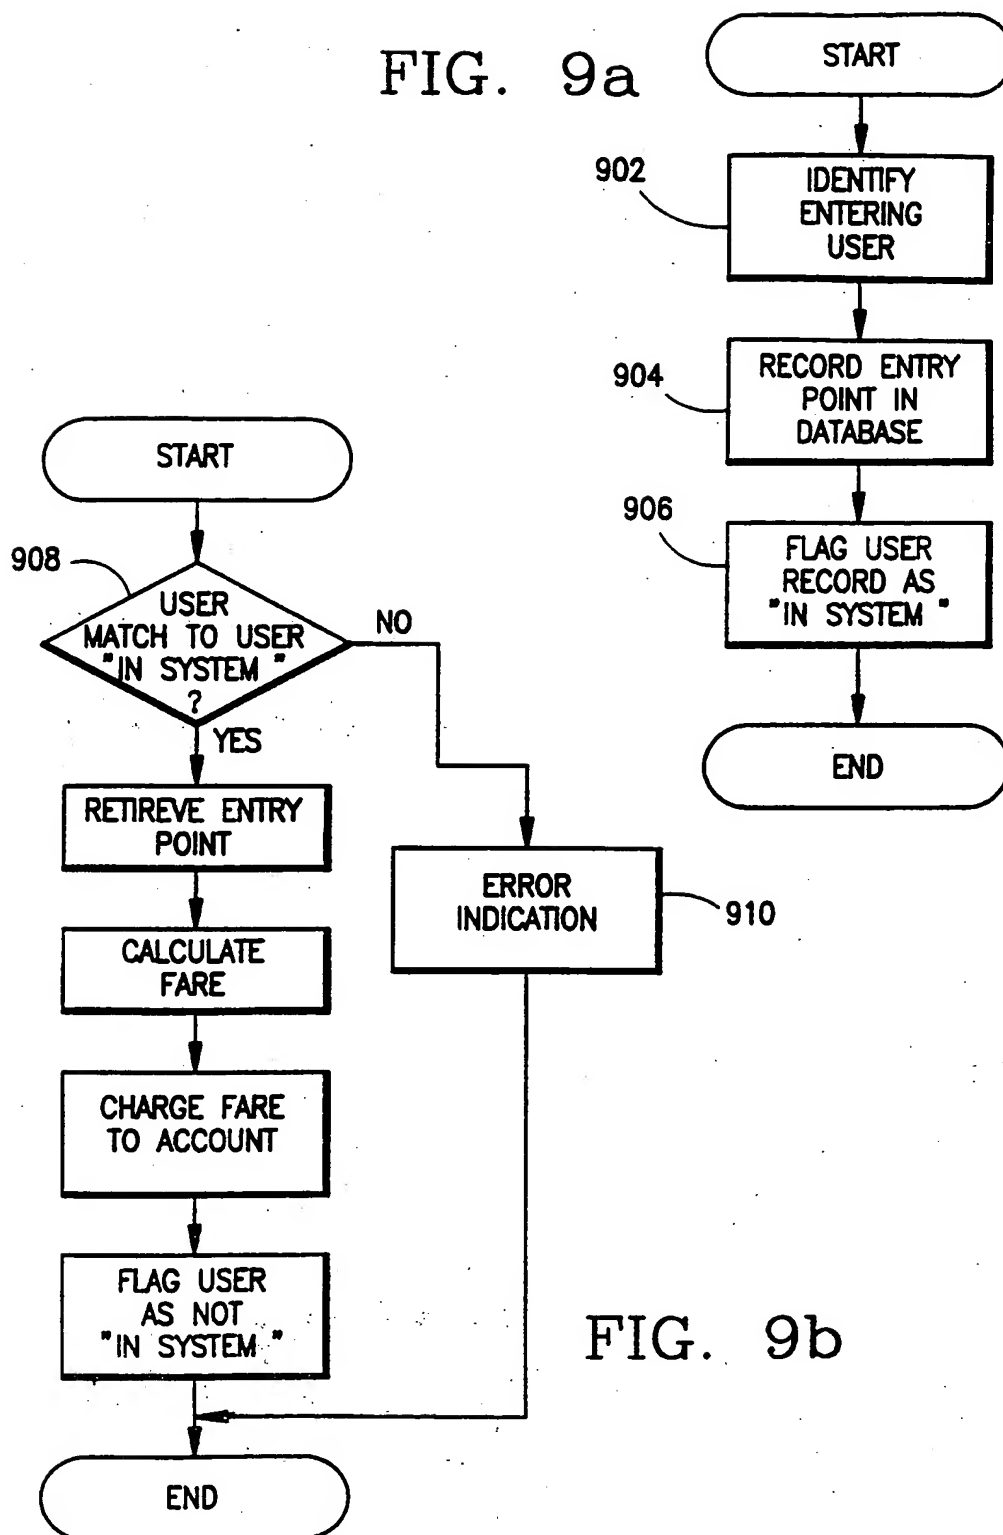 FIG. 9a
START
902
IDENTIFY
ENTERING
USER
904
RECORD ENTRY
POINT IN
DATABASE
906
FLAG USER
RECORD AS
"IN SYSTEM "
END
START
908
USER
MATCH TO USER
"IN SYSTEM "
?
NO
YES
RETIREVE ENTRY
POINT
CALCULATE
FARE
CHARGE FARE
TO ACCOUNT
FLAG USER
AS NOT
"IN SYSTEM "
ERROR
INDICATION
910
END
FIG. 9b